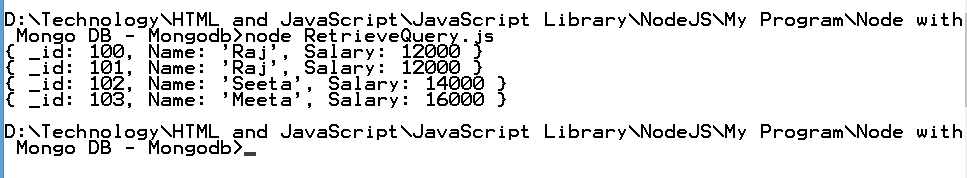 D:\Technology\HTML and JavaScript\JavaScript Library\NodeJS\My Program\Node with
 Mongo DB - Mongodb>node RetrieveQuery.js
{ _id: 100, Name: 'Raj', Salary: 12000 }
{ _id: 101, Name: 'Raj', Salary: 12000 }
{ _id: 102, Name: 'Seeta', Salary: 14000 }
{ _id: 103, Name: 'Meeta', Salary: 16000 }
D:\Technology\HTML and JavaScript\JavaScript Library\NodeJS\My Program\Node with
 Mongo DB - Mongodb>_